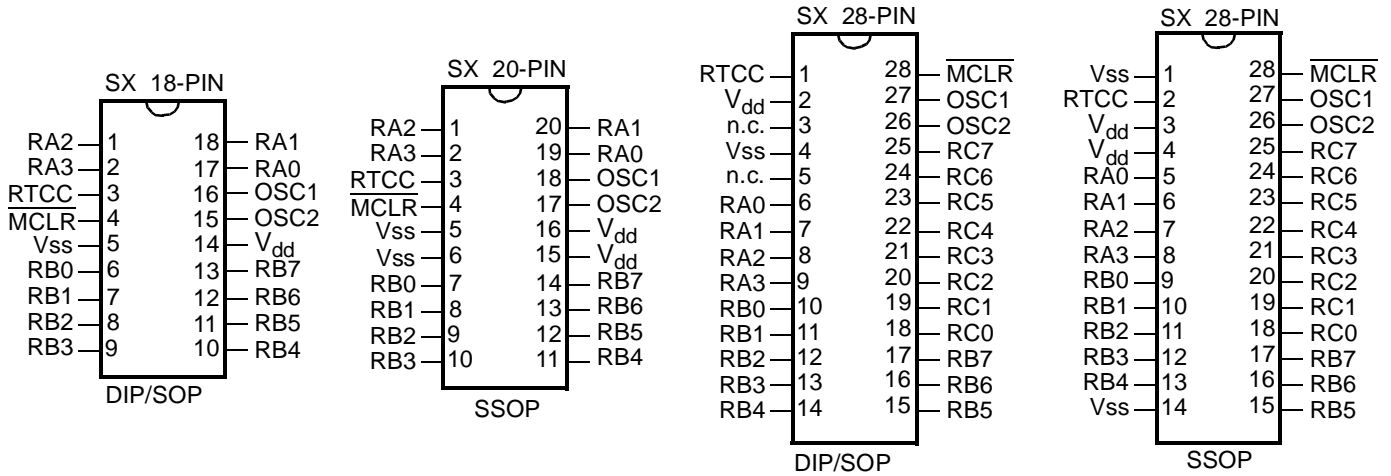 SX 18-PIN
RA2 1 18 RA1
RA3 2 17 RA0
RTCC 3 16 OSC1
MCLR 4 15 OSC2
Vss 5 14 Vdd
RB0 6 13 RB7
RB1 7 12 RB6
RB2 8 11 RB5
RB3 9 10 RB4
DIP/SOP
SX 20-PIN
RA2 1 20 RA1
RA3 2 19 RA0
RTCC 3 18 OSC1
MCLR 4 17 OSC2
Vss 5 16 Vdd
Vss 6 15 Vdd
RB0 7 14 RB7
RB1 8 13 RB6
RB2 9 12 RB5
RB3 10 11 RB4
SSOP
SX 28-PIN
RTCC 1 28 MCLR
Vdd 2 27 OSC1
n.c. 3 26 OSC2
Vss 4 25 RC7
n.c. 5 24 RC6
RA0 6 23 RC5
RA1 7 22 RC4
RA2 8 21 RC3
RA3 9 20 RC2
RB0 10 19 RC1
RB1 11 18 RC0
RB2 12 17 RB7
RB3 13 16 RB6
RB4 14 15 RB5
DIP/SOP
SX 28-PIN
Vss 1 28 MCLR
RTCC 2 27 OSC1
Vdd 3 26 OSC2
Vdd 4 25 RC7
RA0 5 24 RC6
RA1 6 23 RC5
RA2 7 22 RC4
RA3 8 21 RC3
RB0 9 20 RC2
RB1 10 19 RC1
RB2 11 18 RC0
RB3 12 17 RB7
RB4 13 16 RB6
Vss 14 15 RB5
SSOP